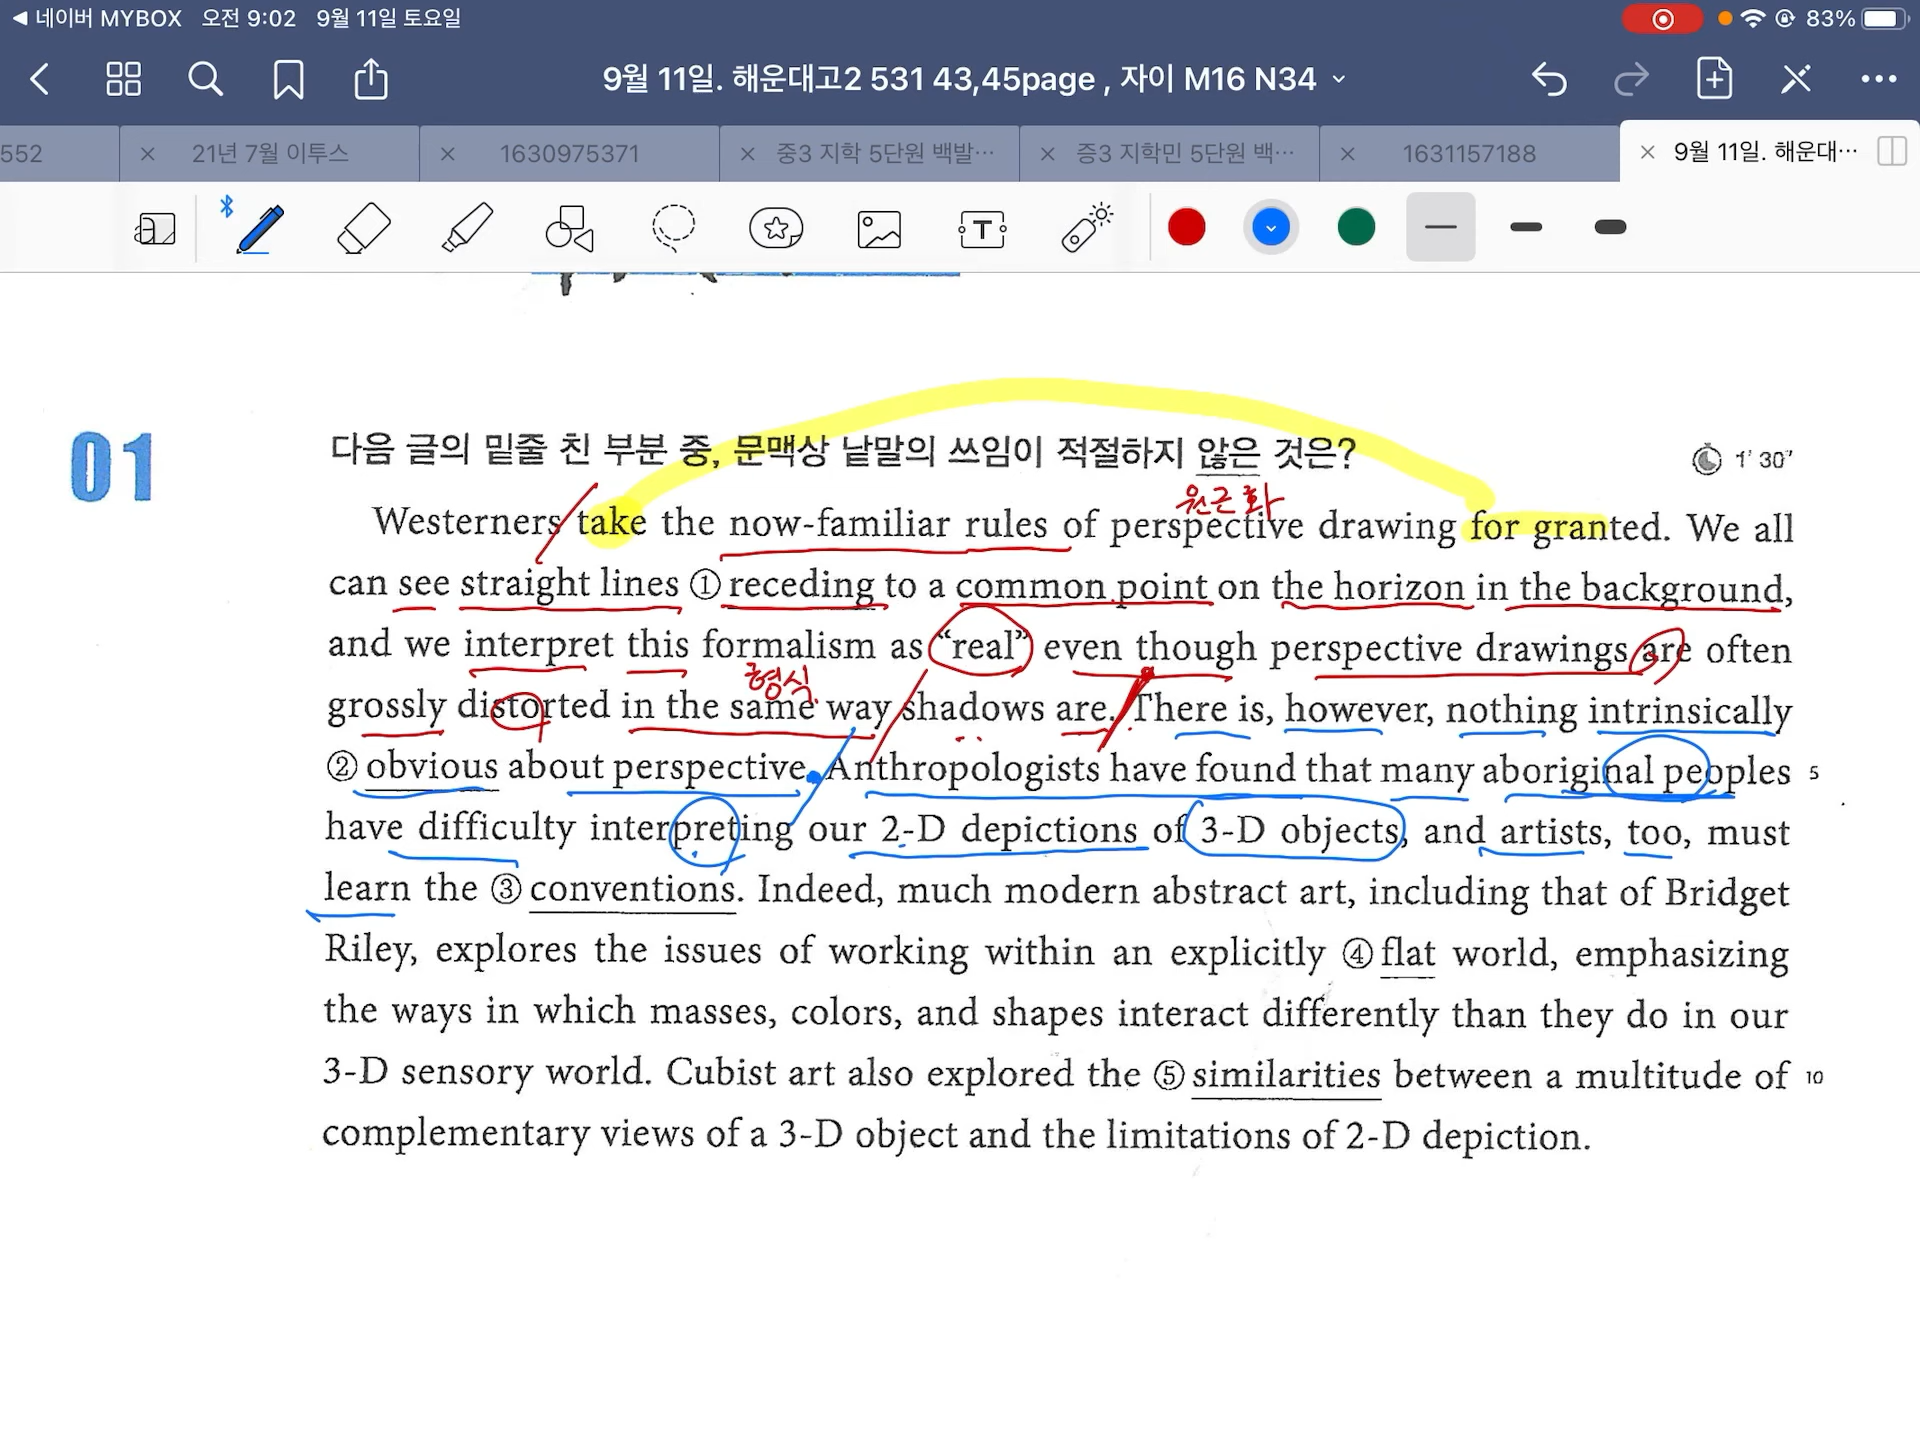 네이버 MYBOX 오전 9:02 9월 11일 토요일 83%
9월 11일. 해운대고2 531 43,45page , 자이 M16 N34
552 21년 7월 이투스 1630975371 중3 지학 5단원 백발… 증3 지학민 5단원 백… 1631157188 9월 11일. 해운대…
01 다음 글의 밑줄 친 부분 중, 문맥상 낱말의 쓰임이 적절하지 않은 것은? 1′ 30″
원근화
Westerners take the now-familiar rules of perspective drawing for granted. We all
can see straight lines ① receding to a common point on the horizon in the background,
and we interpret this formalism as “real” even though perspective drawings are often
형식
grossly distorted in the same way shadows are. There is, however, nothing intrinsically
② obvious about perspective. Anthropologists have found that many aboriginal peoples 5
have difficulty interpreting our 2-D depictions of 3-D objects, and artists, too, must
learn the ③ conventions. Indeed, much modern abstract art, including that of Bridget
Riley, explores the issues of working within an explicitly ④ flat world, emphasizing
the ways in which masses, colors, and shapes interact differently than they do in our
3-D sensory world. Cubist art also explored the ⑤ similarities between a multitude of 10
complementary views of a 3-D object and the limitations of 2-D depiction.